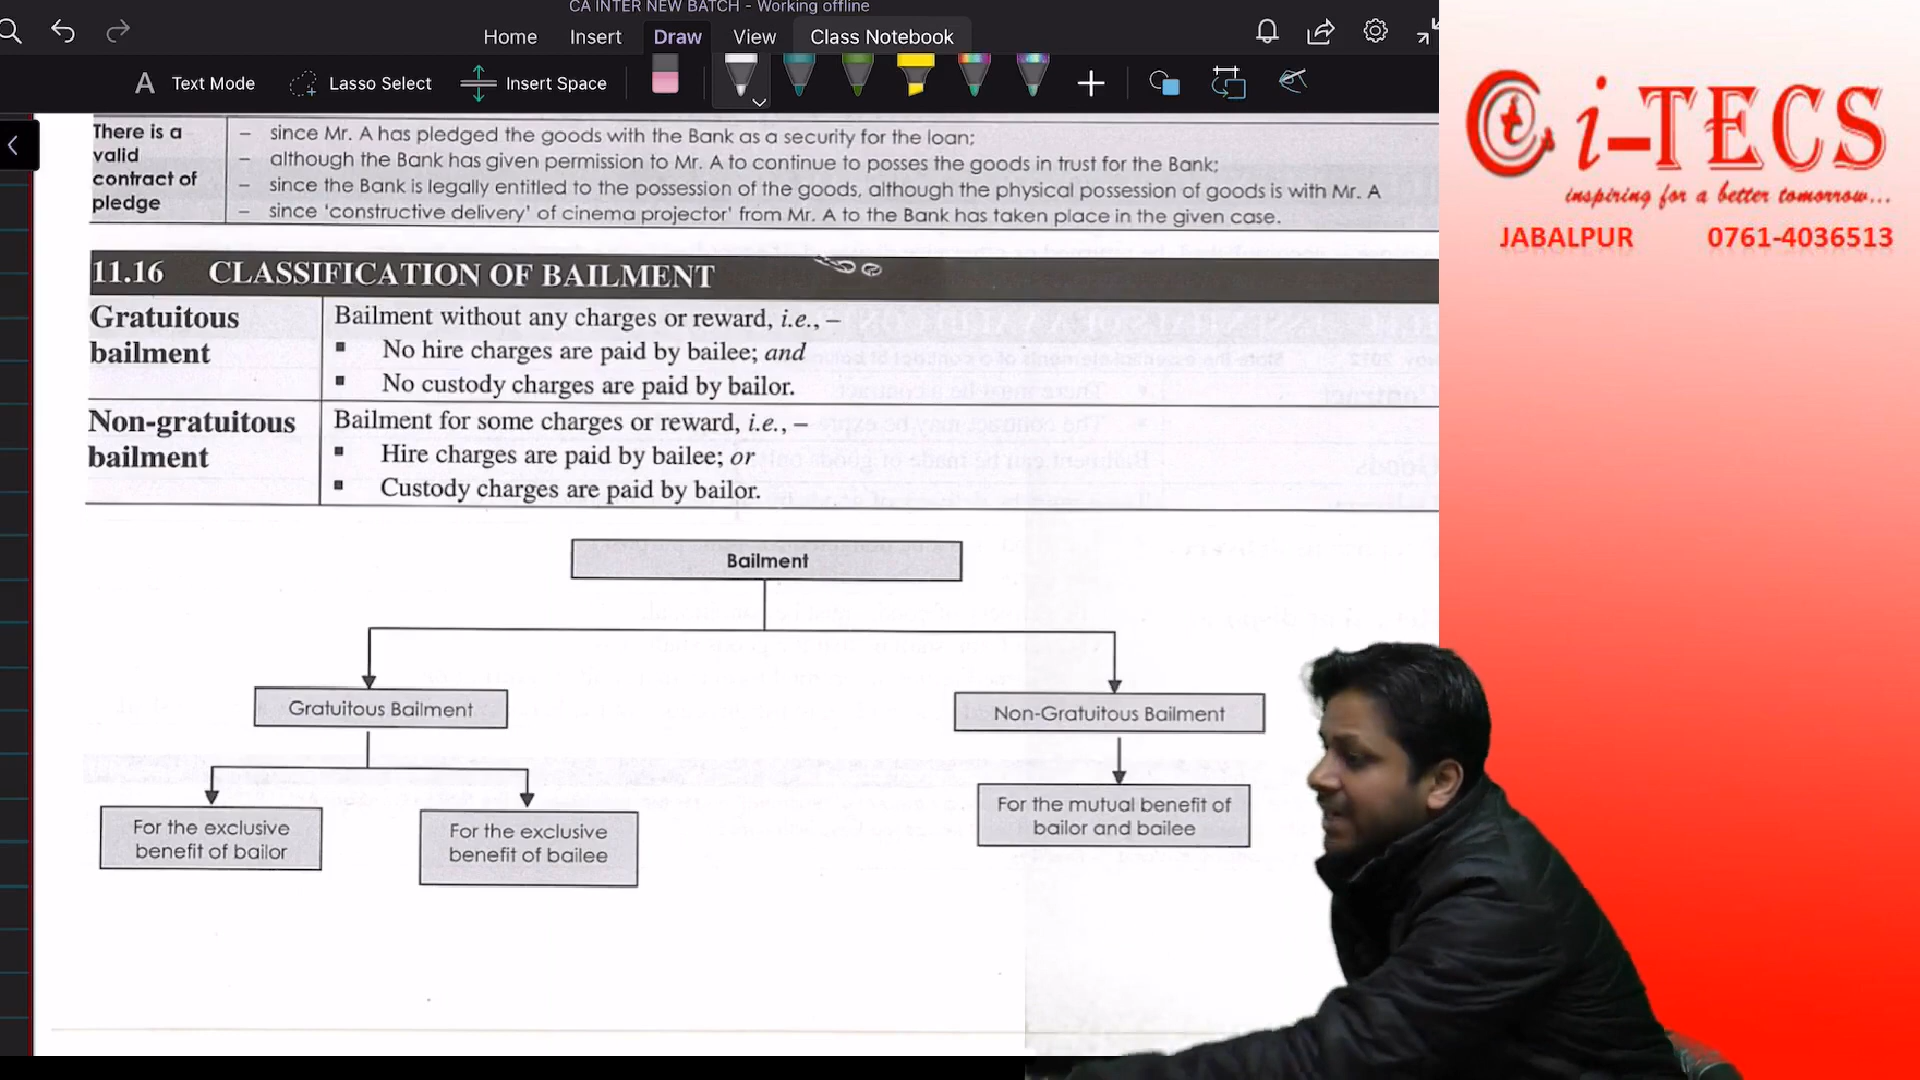 CA INTER NEW BATCH - Working offline
Home Insert Draw View Class Notebook
Text Mode Lasso Select Insert Space
There is a valid contract of pledge
– since Mr. A has pledged the goods with the Bank as a security for the loan;
– although the Bank has given permission to Mr. A to continue to posses the goods in trust for the Bank;
– since the Bank is legally entitled to the possession of the goods, although the physical possession of goods is with Mr. A
– since 'constructive delivery' of cinema projector' from Mr. A to the Bank has taken place in the given case.
11.16 CLASSIFICATION OF BAILMENT
Gratuitous bailment
Bailment without any charges or reward, i.e., –
▪ No hire charges are paid by bailee; and
▪ No custody charges are paid by bailor.
Non-gratuitous bailment
Bailment for some charges or reward, i.e., –
▪ Hire charges are paid by bailee; or
▪ Custody charges are paid by bailor.
Bailment
Gratuitous Bailment
Non-Gratuitous Bailment
For the exclusive
benefit of bailor
For the exclusive
benefit of bailee
For the mutual benefit of
bailor and bailee
i-TECS
inspiring for a better tomorrow...
JABALPUR 0761-4036513